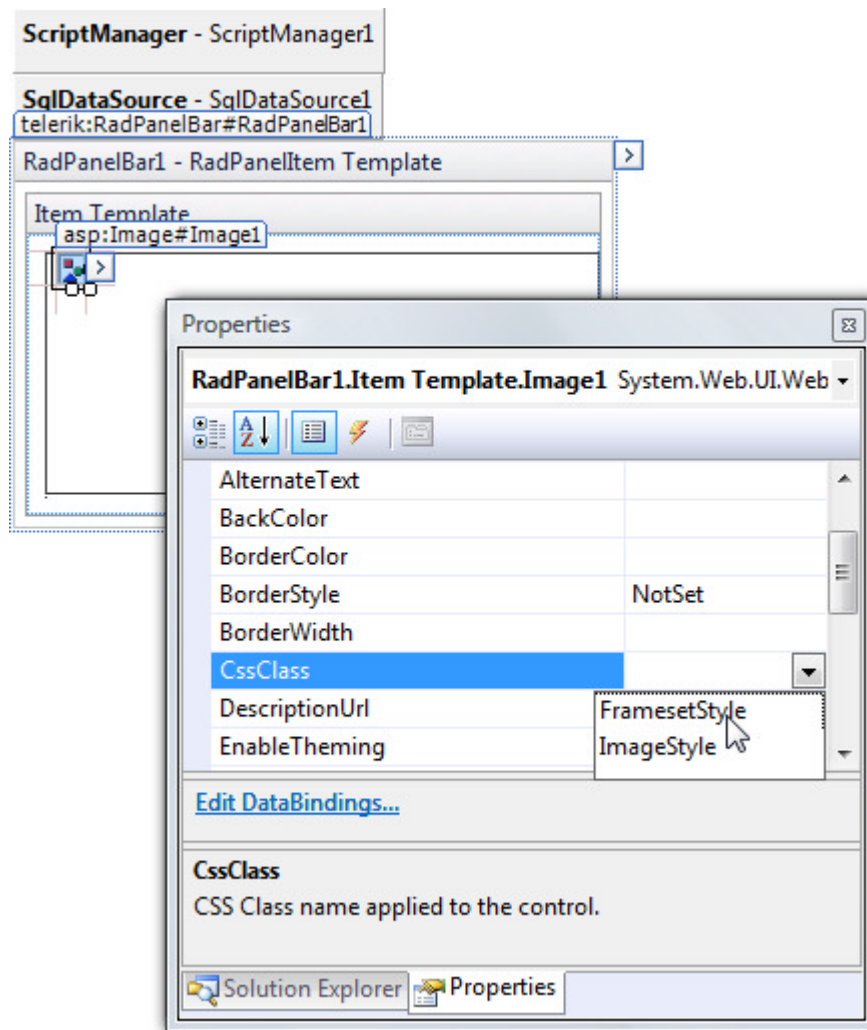 ScriptManager - ScriptManager1
SqlDataSource - SqlDataSource1
telerik:RadPanelBar#RadPanelBar1
RadPanelBar1 - RadPanelItem Template
Item Template
asp:Image#Image1
Properties
RadPanelBar1.Item Template.Image1 System.Web.UI.Web
AlternateText
BackColor
BorderColor
BorderStyle NotSet
BorderWidth
CssClass
DescriptionUrl FramesetStyle
EnableTheming ImageStyle
Edit DataBindings...
CssClass
CSS Class name applied to the control.
Solution Explorer Properties